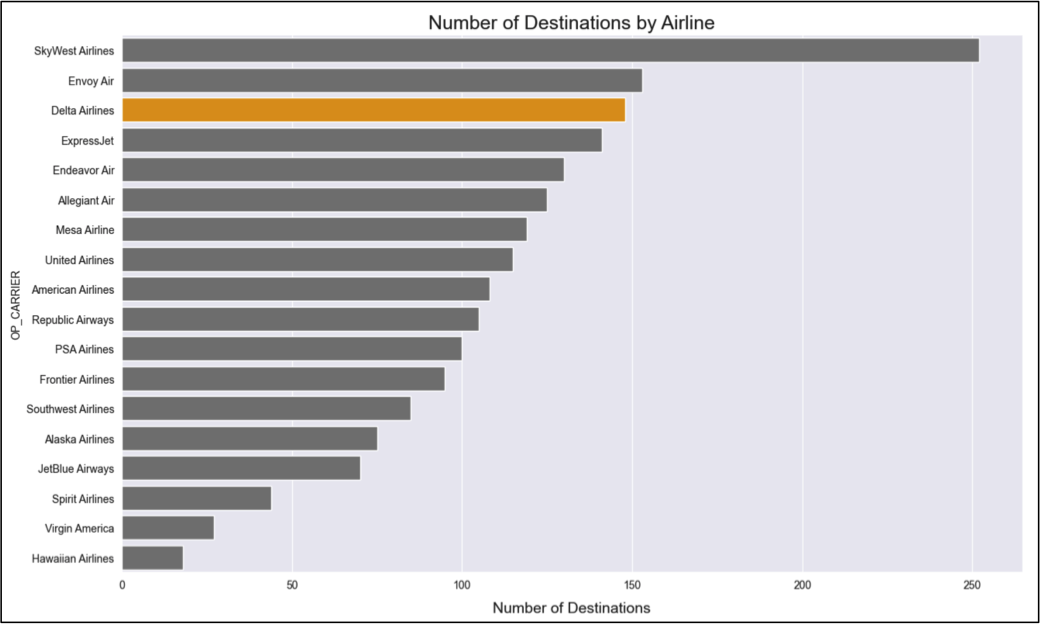 Number of Destinations by Airline
SkyWest Airlines
Envoy Air
Delta Airlines
ExpressJet
Endeavor Air
Allegiant Air
Mesa Airline
United Airlines
American Airlines
Republic Airways
PSA Airlines
Frontier Airlines
Southwest Airlines
Alaska Airlines
JetBlue Airways
Spirit Airlines
Virgin America
Hawaiian Airlines
OP_CARRIER
0 50 100 150 200 250
Number of Destinations